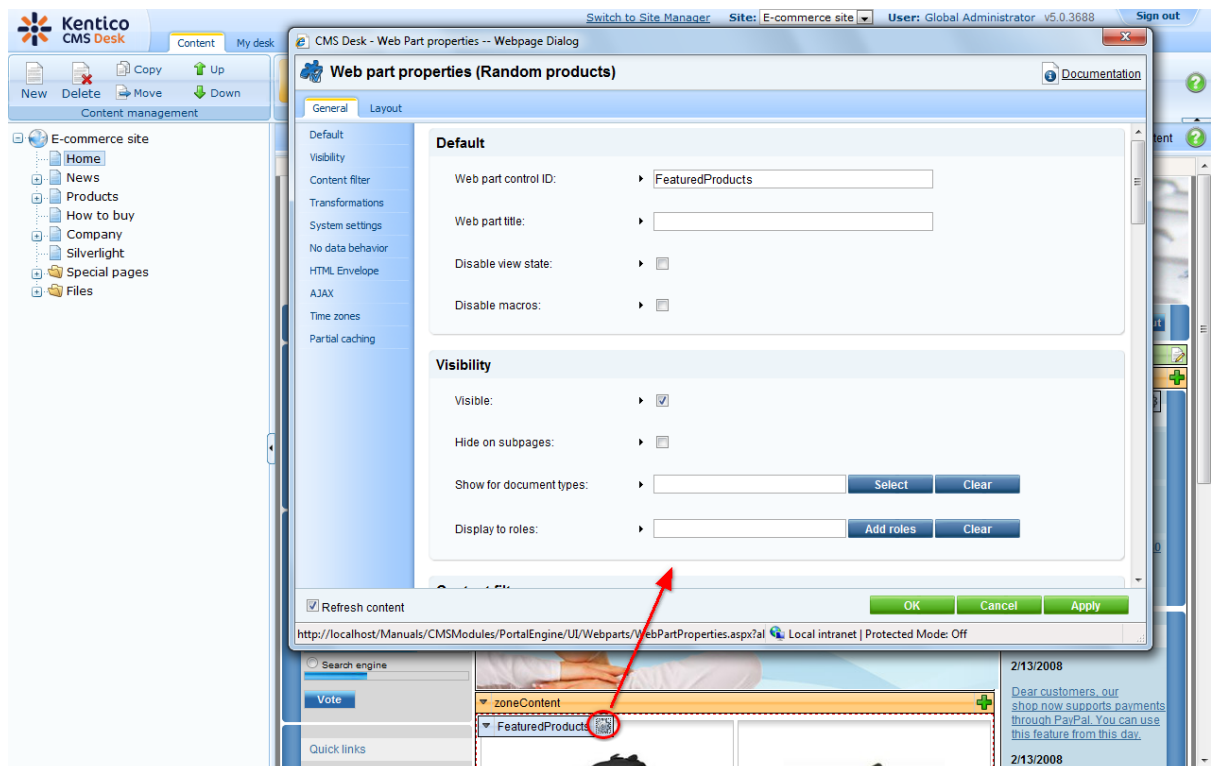 Kentico
CMS Desk
Switch to Site Manager Site: E-commerce site User: Global Administrator v5.0.3688 Sign out
Content My desk
New Delete Copy Move Up Down
Content management
E-commerce site
Home
News
Products
How to buy
Company
Silverlight
Special pages
Files
CMS Desk - Web Part properties -- Webpage Dialog
Web part properties (Random products)
Documentation
General Layout
Default
Visibility
Content filter
Transformations
System settings
No data behavior
HTML Envelope
AJAX
Time zones
Partial caching
Default
Web part control ID: FeaturedProducts
Web part title:
Disable view state:
Disable macros:
Visibility
Visible:
Hide on subpages:
Show for document types: Select Clear
Display to roles: Add roles Clear
Refresh content
OK Cancel Apply
http://localhost/Manuals/CMSModules/PortalEngine/UI/Webparts/WebPartProperties.aspx?al Local intranet | Protected Mode: Off
Search engine
Vote
Quick links
zoneContent
FeaturedProducts
2/13/2008
Dear customers, our
shop now supports payments
through PayPal. You can use
this feature from this day.
2/13/2008